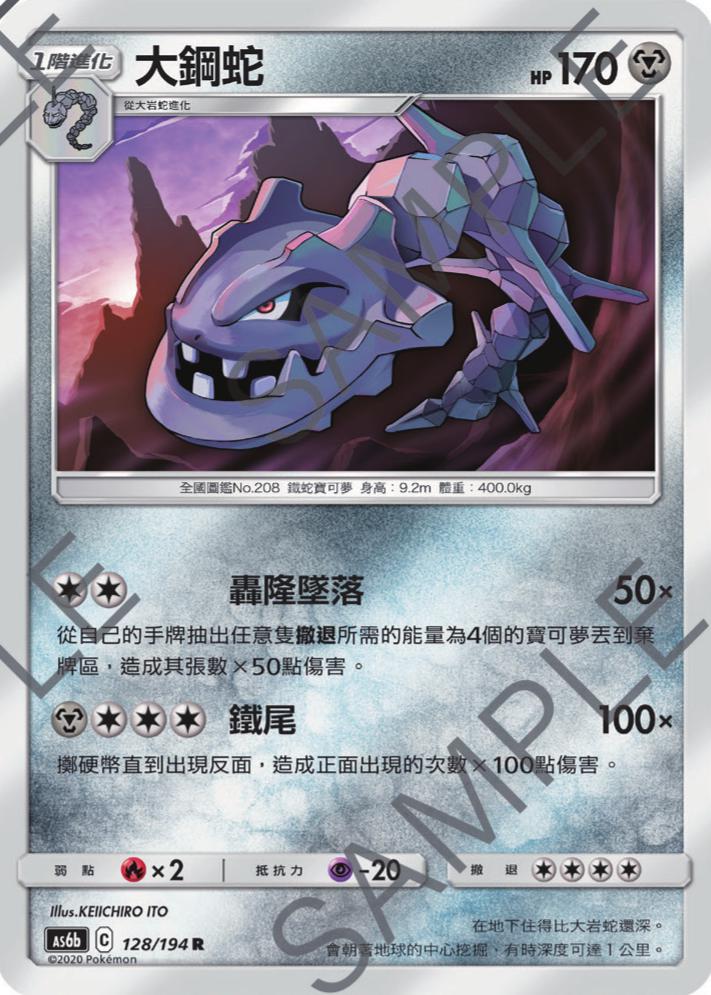 1階進化
大鋼蛇
HP 170
從大岩蛇進化
全國圖鑑No.208 鐵蛇寶可夢 身高：9.2m 體重：400.0kg
轟隆墜落 50×
從自己的手牌抽出任意隻撤退所需的能量為4個的寶可夢丟到棄
牌區，造成其張數×50點傷害。
鐵尾 100×
擲硬幣直到出現反面，造成正面出現的次數×100點傷害。
弱點 ×2 抵抗力 -20 撤退
Illus.KEIICHIRO ITO
AS6b C 128/194 R
©2020 Pokémon
在地下住得比大岩蛇還深。
會朝著地球的中心挖掘，有時深度可達1公里。
SAMPLE
SAMPLE
SAMPLE